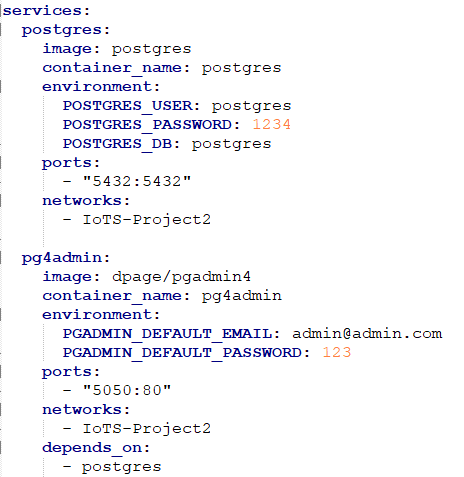 services:
  postgres:
    image: postgres
    container_name: postgres
    environment:
      POSTGRES_USER: postgres
      POSTGRES_PASSWORD: 1234
      POSTGRES_DB: postgres
    ports:
      - "5432:5432"
    networks:
      - IoTS-Project2

  pg4admin:
    image: dpage/pgadmin4
    container_name: pg4admin
    environment:
      PGADMIN_DEFAULT_EMAIL: admin@admin.com
      PGADMIN_DEFAULT_PASSWORD: 123
    ports:
      - "5050:80"
    networks:
      - IoTS-Project2
    depends_on:
      - postgres